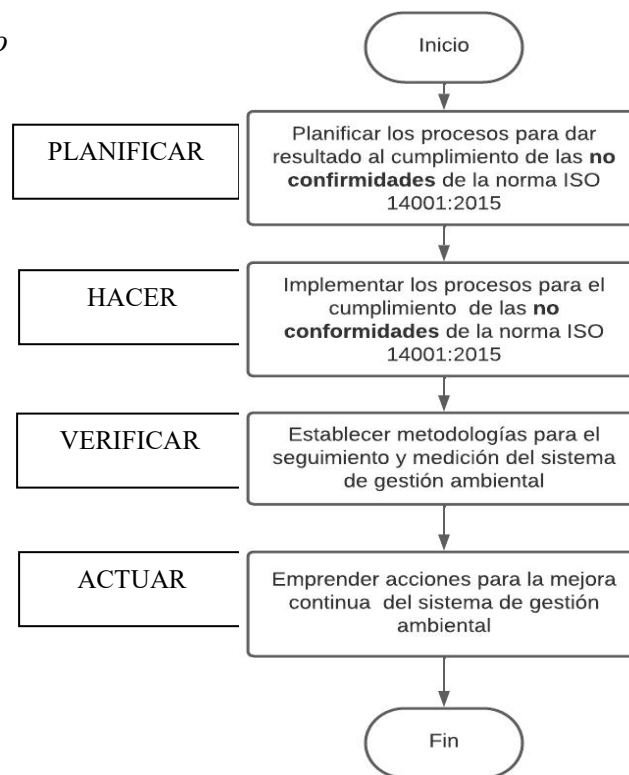 o
Inicio
PLANIFICAR
Planificar los procesos para dar
resultado al cumplimiento de las no
confirmidades de la norma ISO
14001:2015
HACER
Implementar los procesos para el
cumplimiento de las no
conformidades de la norma ISO
14001:2015
VERIFICAR
Establecer metodologías para el
seguimiento y medición del sistema
de gestión ambiental
ACTUAR
Emprender acciones para la mejora
continua del sistema de gestión
ambiental
Fin